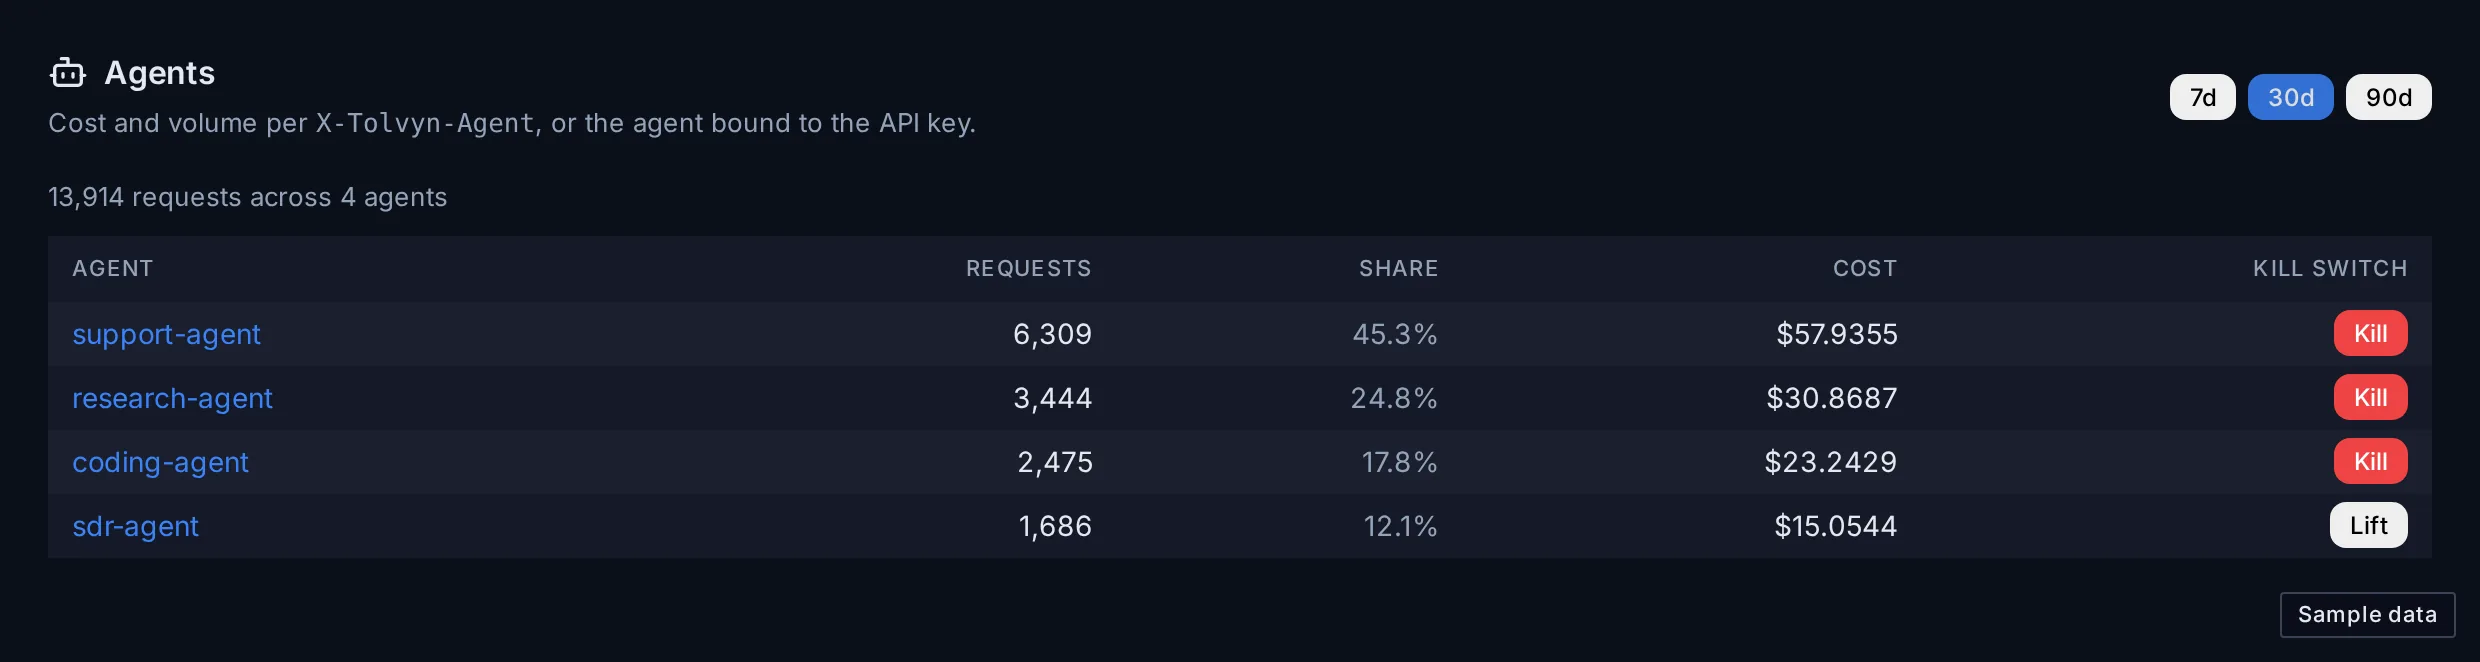 Agents
Cost and volume per X-Tolvyn-Agent, or the agent bound to the API key.
7d 30d 90d
13,914 requests across 4 agents
AGENT REQUESTS SHARE COST KILL SWITCH
support-agent 6,309 45.3% $57.9355 Kill
research-agent 3,444 24.8% $30.8687 Kill
coding-agent 2,475 17.8% $23.2429 Kill
sdr-agent 1,686 12.1% $15.0544 Lift
Sample data